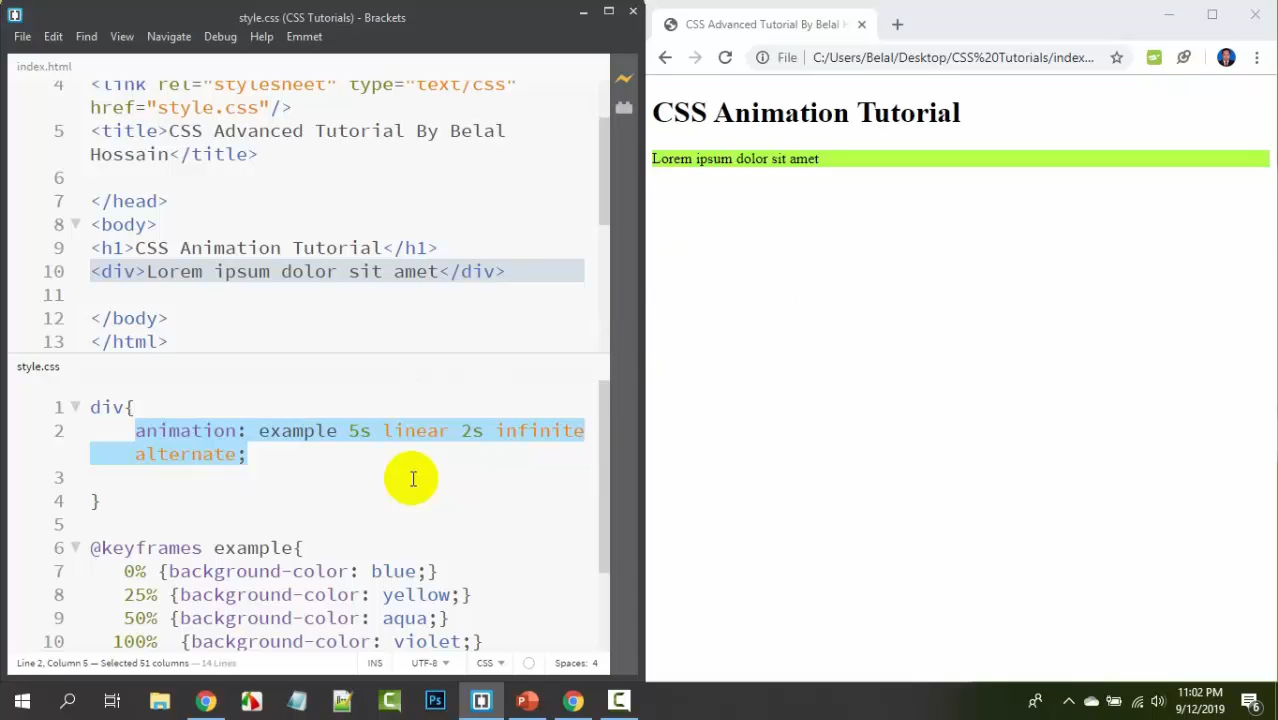 style.css (CSS Tutorials) - Brackets
File Edit Find View Navigate Debug Help Emmet
index.html
4 <link rel="stylesheet" type="text/css"
href="style.css"/>
5 <title>CSS Advanced Tutorial By Belal
Hossain</title>
6
7 </head>
8 <body>
9 <h1>CSS Animation Tutorial</h1>
10 <div>Lorem ipsum dolor sit amet</div>
11
12 </body>
13 </html>
style.css
1 div{
2 animation: example 5s linear 2s infinite
alternate;
3
4 }
5
6 @keyframes example{
7 0% {background-color: blue;}
8 25% {background-color: yellow;}
9 50% {background-color: aqua;}
10 100% {background-color: violet;}
Line 2, Column 5 — Selected 51 columns — 14 Lines INS UTF-8 CSS Spaces: 4
CSS Advanced Tutorial By Belal H
File C:/Users/Belal/Desktop/CSS%20Tutorials/index...
CSS Animation Tutorial
Lorem ipsum dolor sit amet
11:02 PM
9/12/2019
6